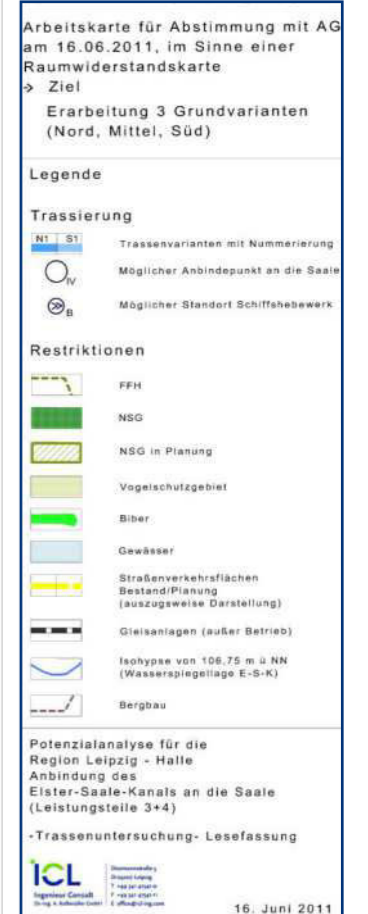 Arbeitskarte für Abstimmung mit AG
am 16.06.2011, im Sinne einer
Raumwiderstandskarte
→ Ziel
Erarbeitung 3 Grundvarianten
(Nord, Mittel, Süd)
Legende
Trassierung
N1 S1 Trassenvarianten mit Nummerierung
IV Möglicher Anbindepunkt an die Saale
B Möglicher Standort Schiffshebewerk
Restriktionen
FFH
NSG
NSG in Planung
Vogelschutzgebiet
Biber
Gewässer
Straßenverkehrsflächen
Bestand/Planung
(auszugsweise Darstellung)
Gleisanlagen (außer Betrieb)
Isohypse von 106,75 m ü NN
(Wasserspiegellage E-S-K)
Bergbau
Potenzialanalyse für die
Region Leipzig - Halle
Anbindung des
Elster-Saale-Kanals an die Saale
(Leistungsteile 3+4)
-Trassenuntersuchung- Lesefassung
ICL
Ingenieur Consult
16. Juni 2011